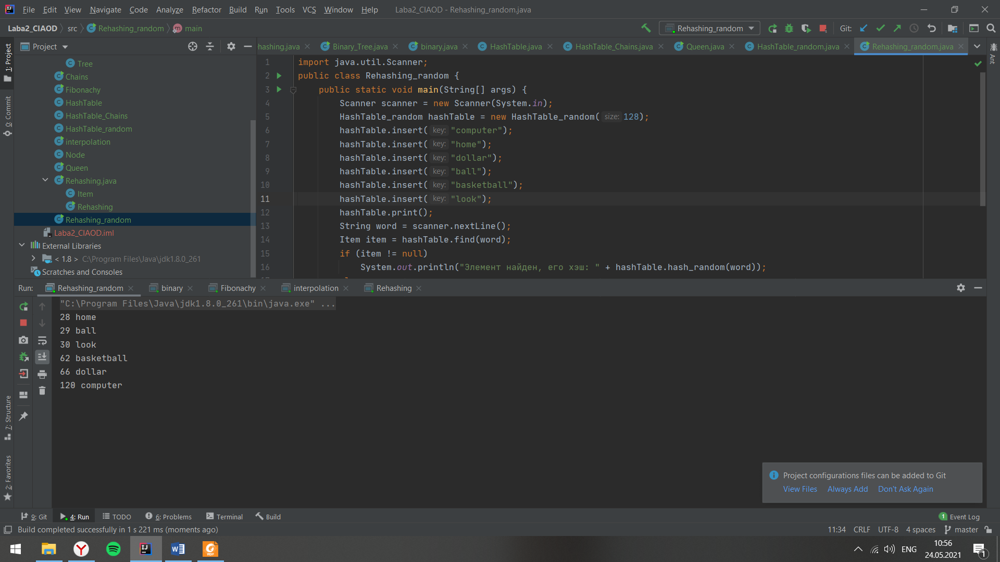 File Edit View Navigate Code Analyze Refactor Build Run Tools VCS Window Help Laba2_CIAOD - Rehashing_random.java
Laba2_CIAOD src Rehashing_random main Rehashing_random Git:
1: Project
0: Commit
7: Structure
2: Favorites
Ant
Project
hashing.java Binary_Tree.java binary.java HashTable.java HashTable_Chains.java Queen.java HashTable_random.java Rehashing_random.java
Tree
Chains
Fibonachy
HashTable
HashTable_Chains
HashTable_random
interpolation
Node
Queen
Rehashing.java
Item
Rehashing
Rehashing_random
Laba2_CIAOD.iml
External Libraries
< 1.8 > C:\Program Files\Java\jdk1.8.0_261
Scratches and Consoles
1 import java.util.Scanner;
2 public class Rehashing_random {
3 public static void main(String[] args) {
4 Scanner scanner = new Scanner(System.in);
5 HashTable_random hashTable = new HashTable_random( size: 128);
6 hashTable.insert( key: "computer");
7 hashTable.insert( key: "home");
8 hashTable.insert( key: "dollar");
9 hashTable.insert( key: "ball");
10 hashTable.insert( key: "basketball");
11 hashTable.insert( key: "look");
12 hashTable.print();
13 String word = scanner.nextLine();
14 Item item = hashTable.find(word);
15 if (item != null)
16 System.out.println("Элемент найден, его хэш: " + hashTable.hash_random(word));
Run: Rehashing_random binary Fibonachy interpolation Rehashing
"C:\Program Files\Java\jdk1.8.0_261\bin\java.exe" ...
28 home
29 ball
30 look
62 basketball
66 dollar
120 computer
Project configurations files can be added to Git
View Files Always Add Don't Ask Again
9: Git 4: Run TODO 6: Problems Terminal Build 1 Event Log
Build completed successfully in 1 s 221 ms (moments ago) 11:34 CRLF UTF-8 4 spaces master
ENG 10:56
24.05.2021
1